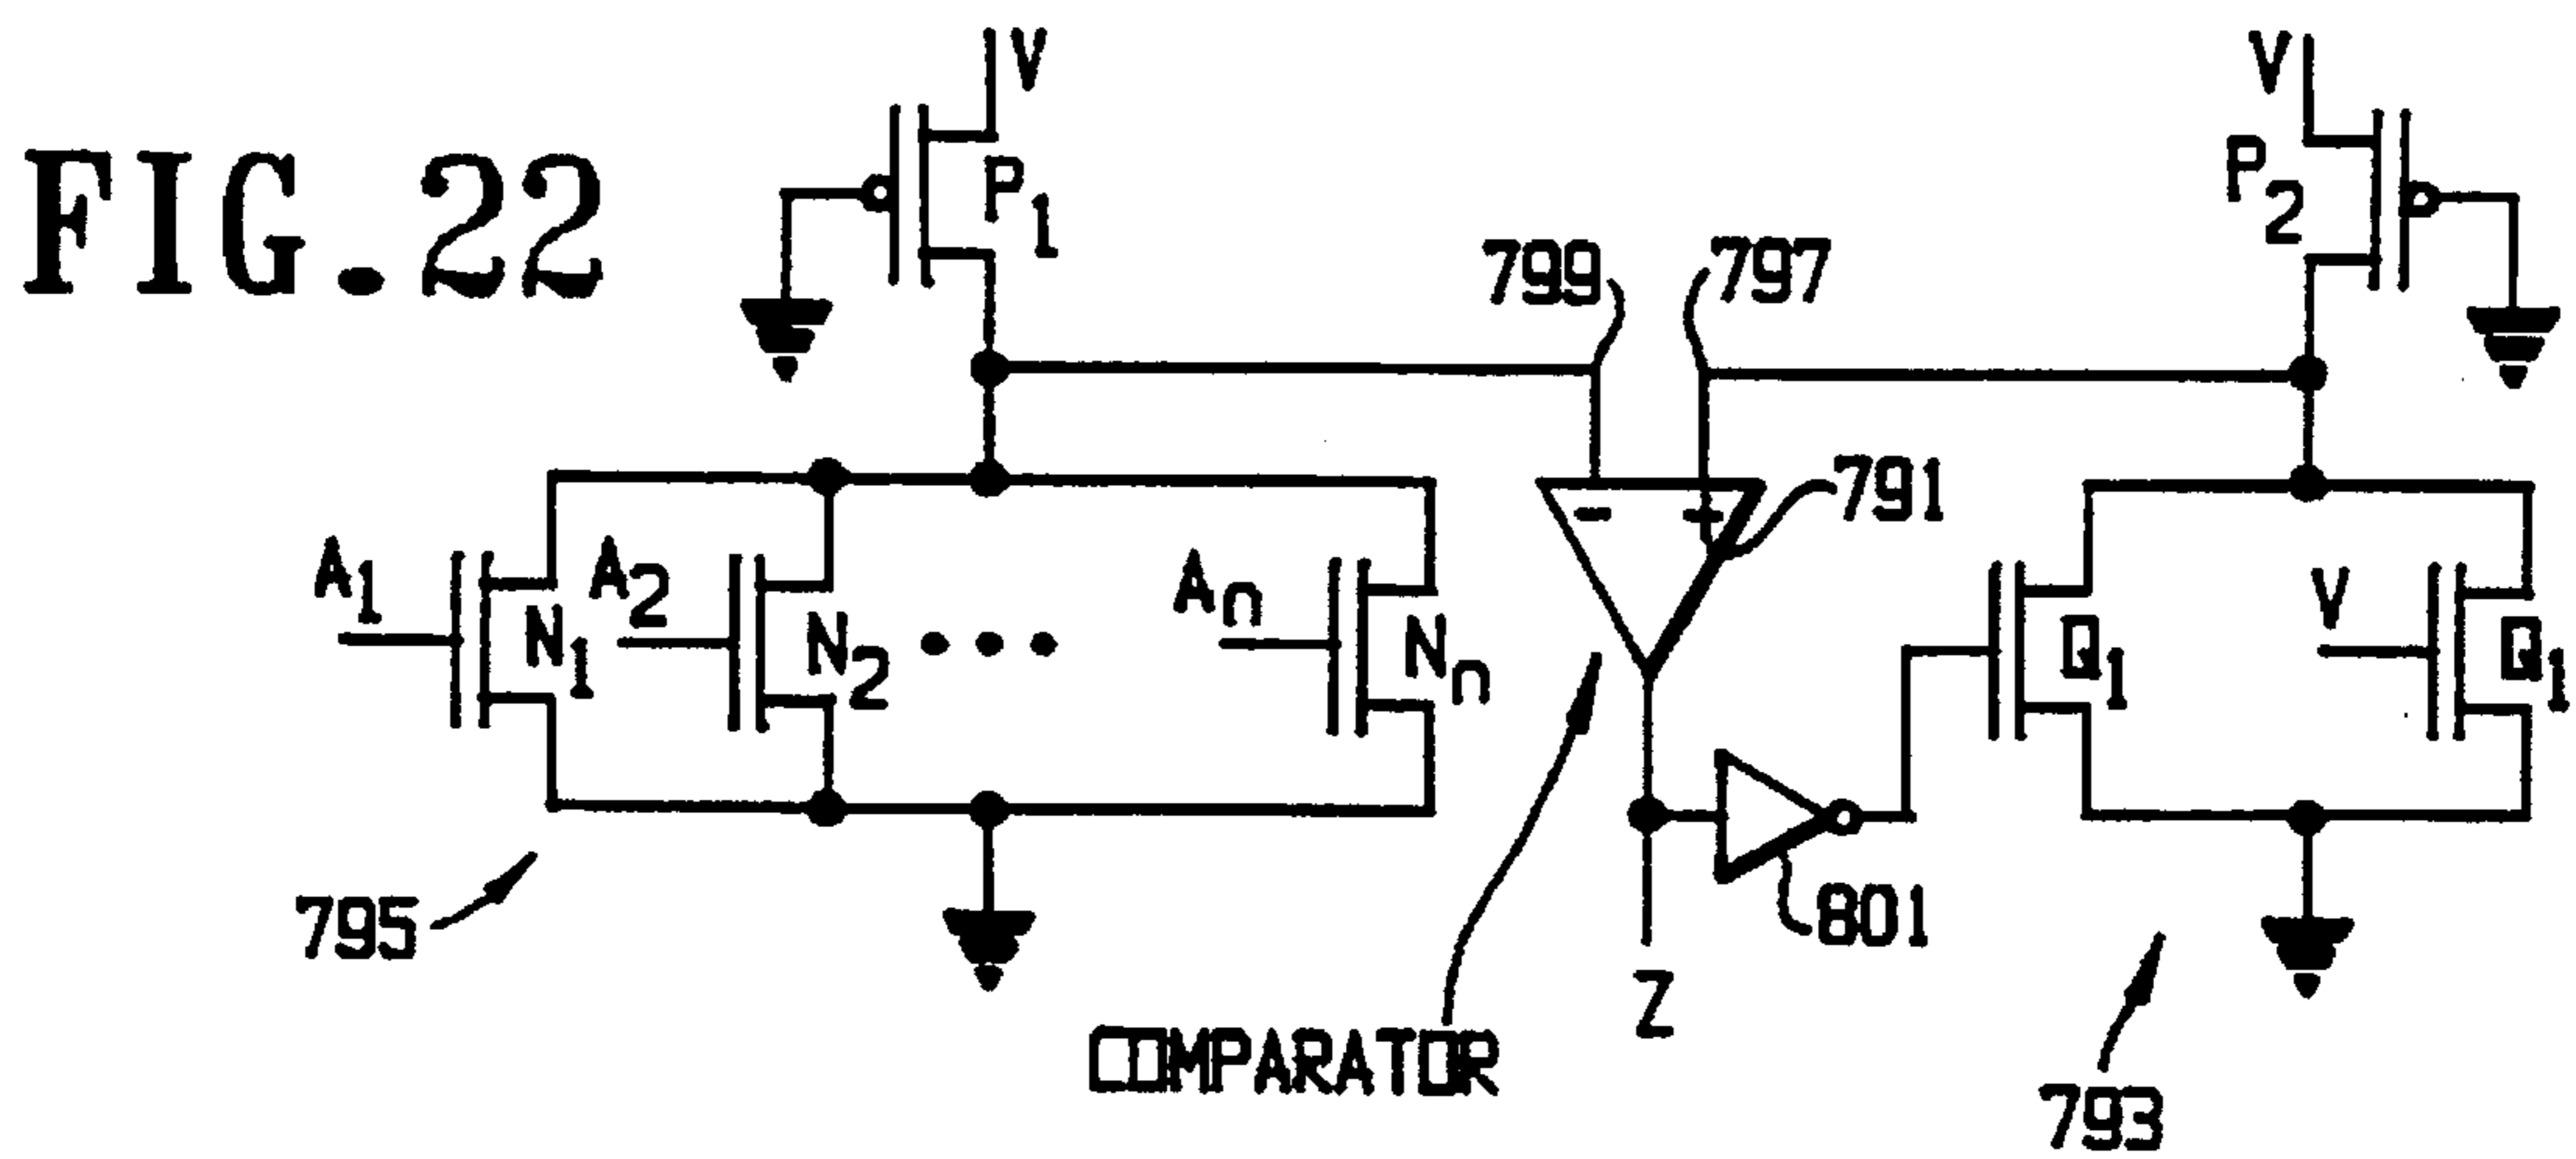 FIG.22
V
P1
V
P2
799
797
791
A1
N1
A2
N2
An
Nn
-
+
Q1
V
Q1
795
801
Z
COMPARATOR
793